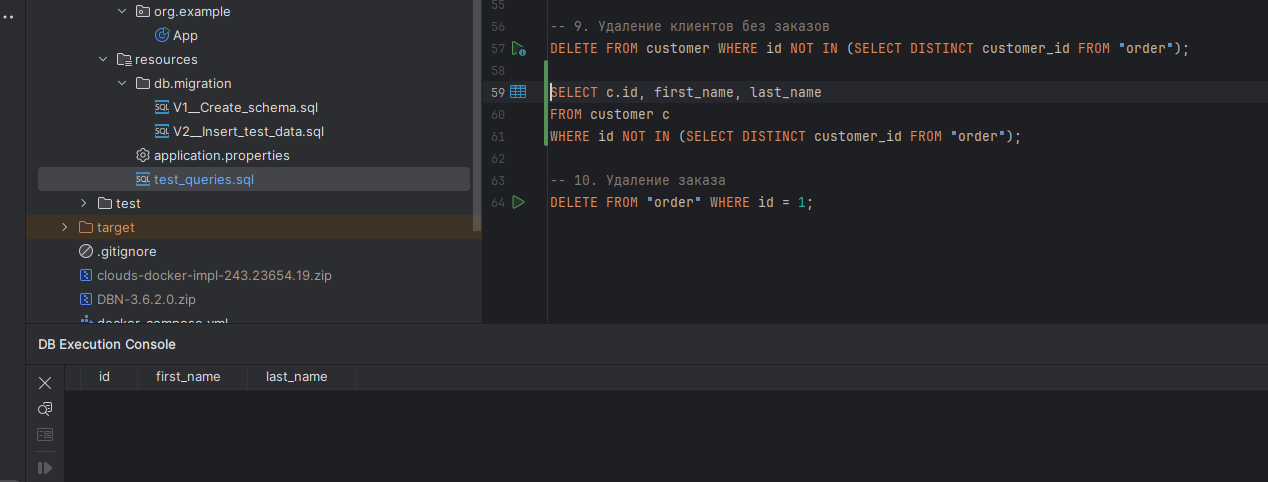 org.example
App
resources
db.migration
SQL V1__Create_schema.sql
SQL V2__Insert_test_data.sql
application.properties
SQL test_queries.sql
test
target
.gitignore
clouds-docker-impl-243.23654.19.zip
DBN-3.6.2.0.zip
docker-compose.yml
55
56 -- 9. Удаление клиентов без заказов
57 DELETE FROM customer WHERE id NOT IN (SELECT DISTINCT customer_id FROM "order");
58
59 SELECT c.id, first_name, last_name
60 FROM customer c
61 WHERE id NOT IN (SELECT DISTINCT customer_id FROM "order");
62
63 -- 10. Удаление заказа
64 DELETE FROM "order" WHERE id = 1;
DB Execution Console
id first_name last_name